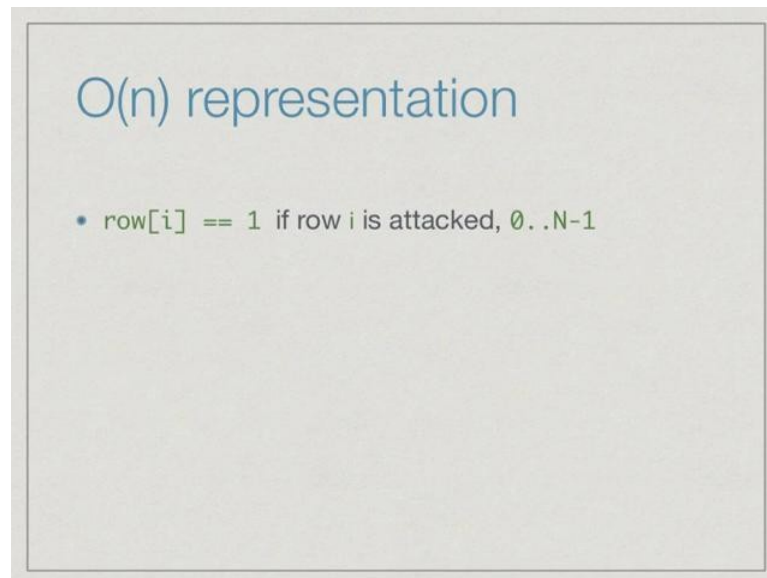 O(n) representation
row[i] == 1 if row i is attacked, 0..N-1